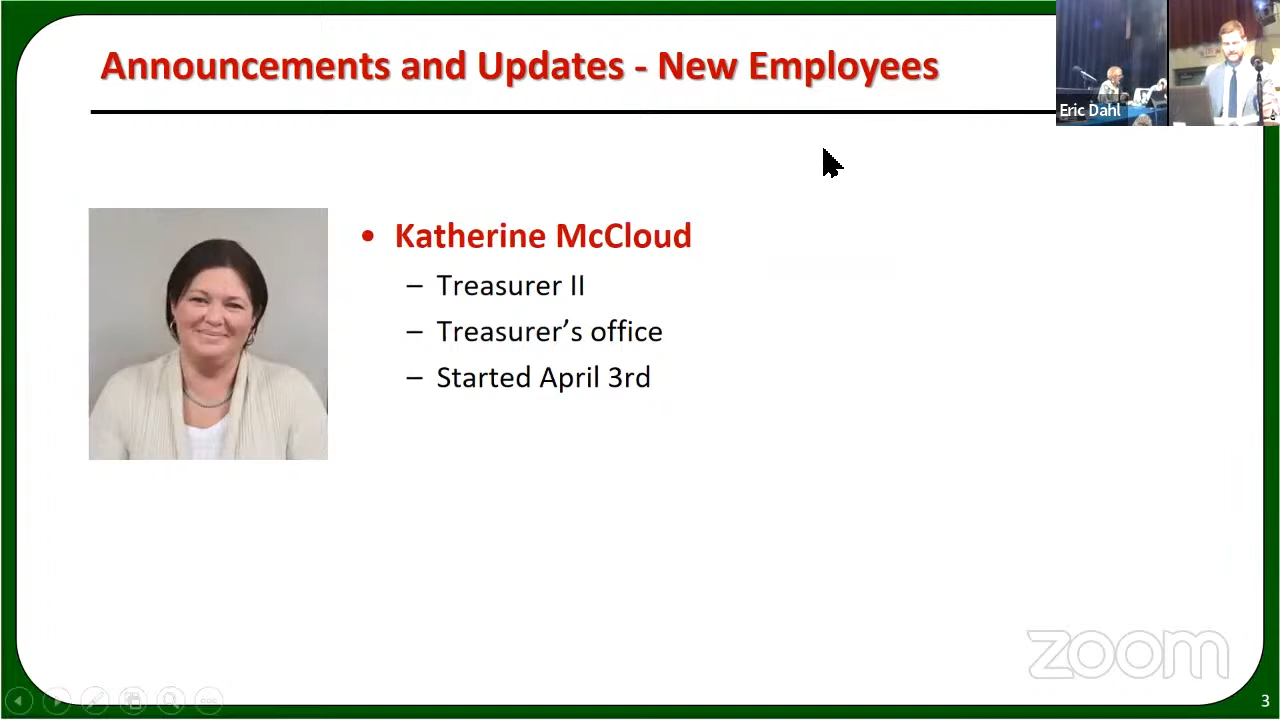 Announcements and Updates - New Employees
Eric Dahl
• Katherine McCloud
– Treasurer II
– Treasurer’s office
– Started April 3rd
zoom
3